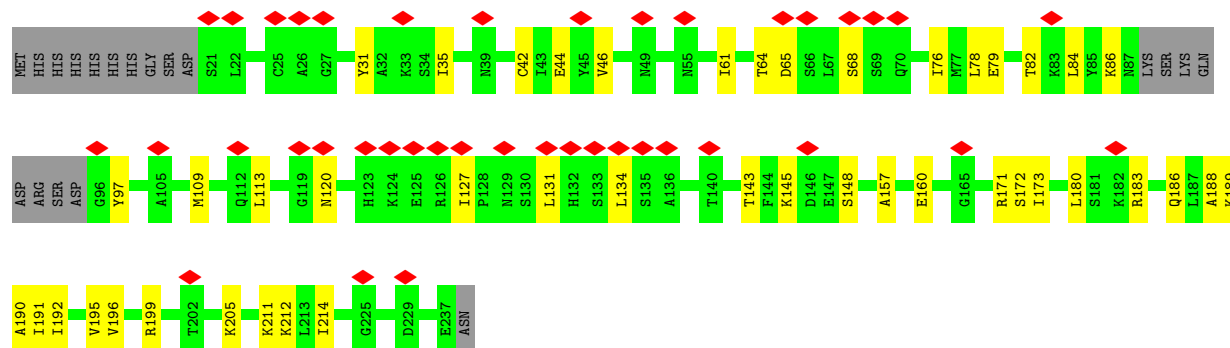 MET HIS HIS HIS HIS HIS HIS GLY SER ASP S21 L22 C25 A26 G27 Y31 A32 K33 S34 I35 N39 C42 I43 E44 Y45 V46 N49 N55 I61 T64 D65 S66 L67 S68 S69 Q70 I76 M77 L78 E79 T82 K83 L84 Y85 K86 N87 LYS SER LYS GLN
ASP ARG SER ASP G96 Y97 A105 M109 Q112 L113 G119 N120 H123 K124 E125 R126 I127 P128 N129 S130 L131 H132 S133 L134 S135 A136 T140 T143 F144 K145 D146 E147 S148 A157 E160 G165 R171 S172 I173 L180 S181 K182 R183 Q186 L187 A188 K189
A190 I191 I192 V195 V196 R199 T202 K205 K211 K212 L213 I214 G225 D229 E237 ASN